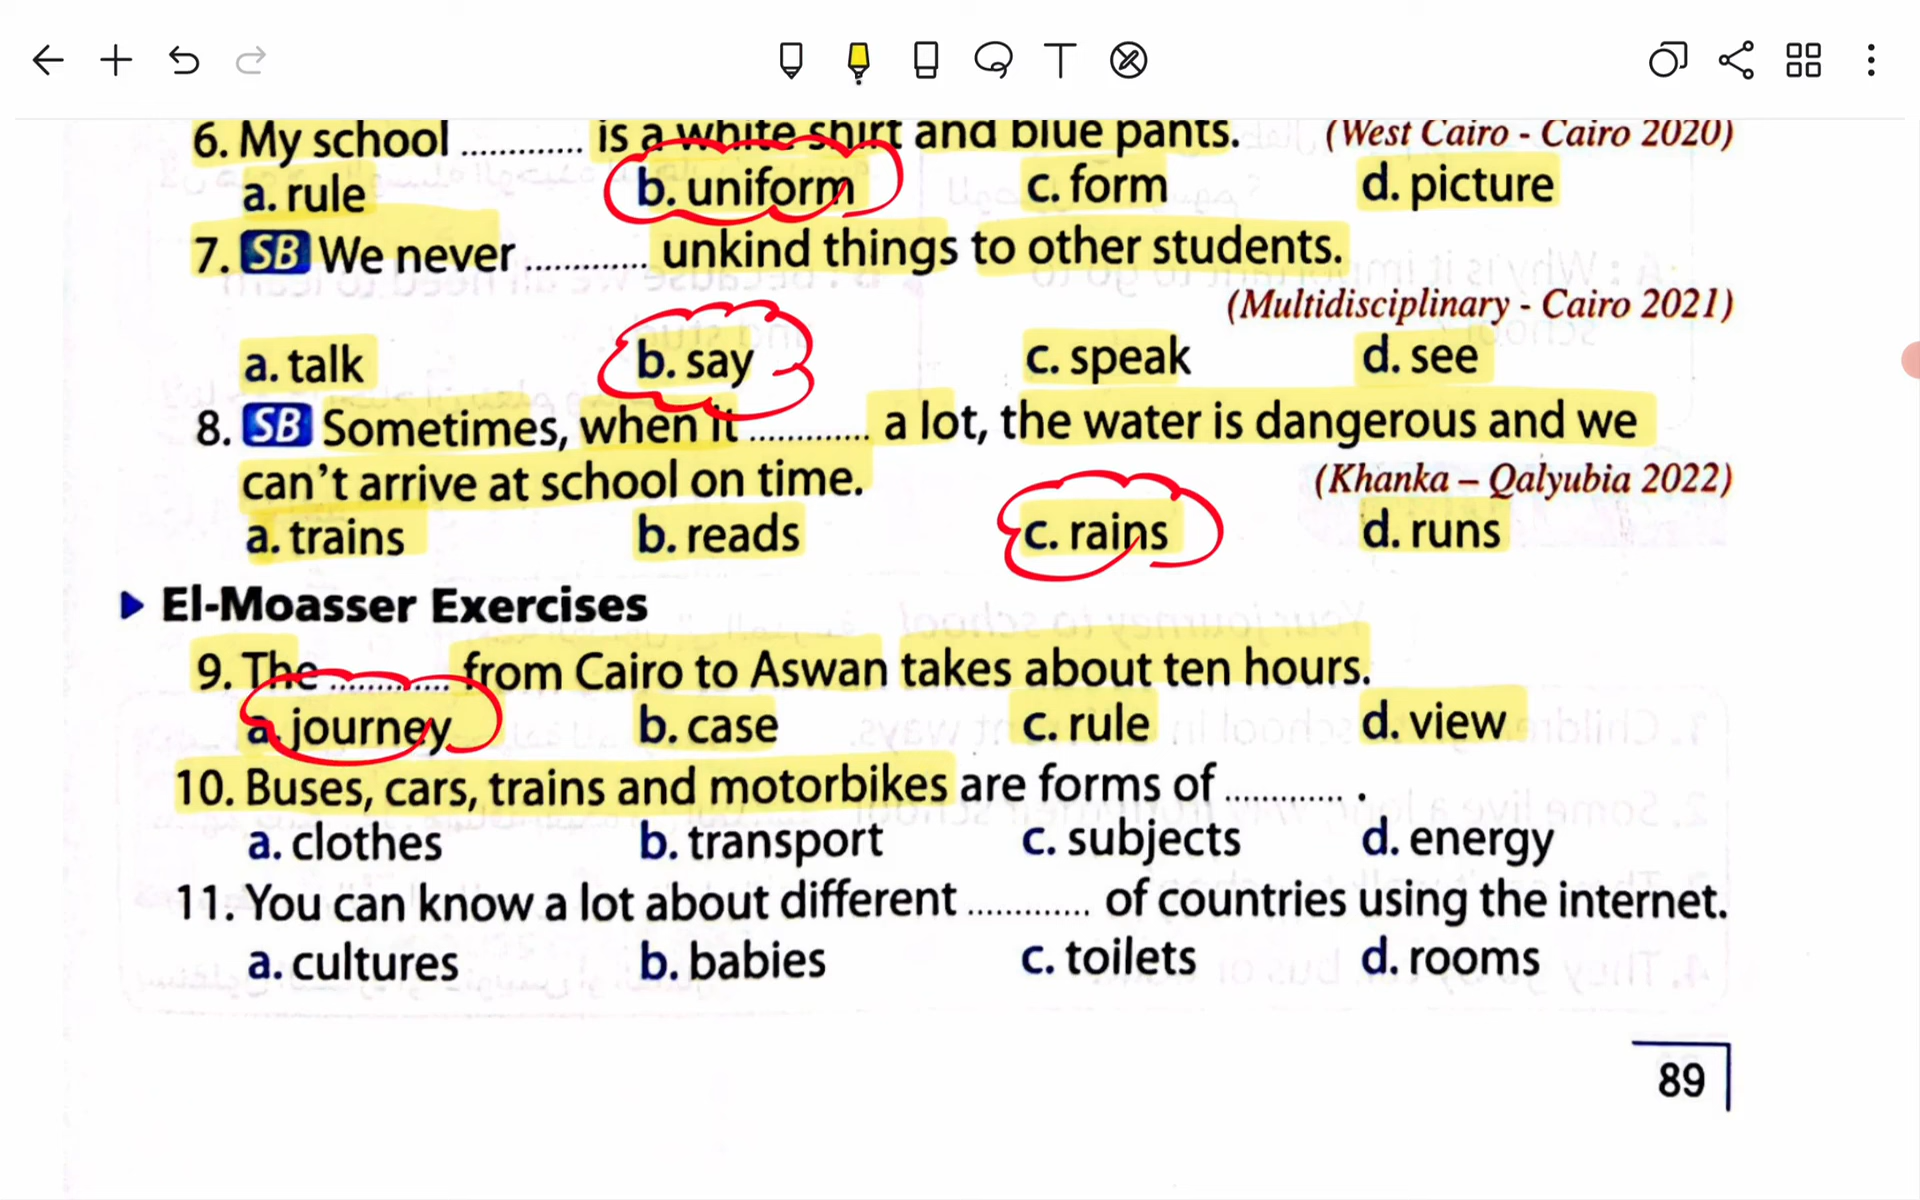 6. My school ............. is a white shirt and blue pants. (West Cairo - Cairo 2020)
a. rule b. uniform c. form d. picture
7. SB We never ............. unkind things to other students.
(Multidisciplinary - Cairo 2021)
a. talk b. say c. speak d. see
8. SB Sometimes, when it ............. a lot, the water is dangerous and we
can't arrive at school on time. (Khanka – Qalyubia 2022)
a. trains b. reads c. rains d. runs
El-Moasser Exercises
9. The ............. from Cairo to Aswan takes about ten hours.
a. journey b. case c. rule d. view
10. Buses, cars, trains and motorbikes are forms of ............. .
a. clothes b. transport c. subjects d. energy
11. You can know a lot about different ............. of countries using the internet.
a. cultures b. babies c. toilets d. rooms
89